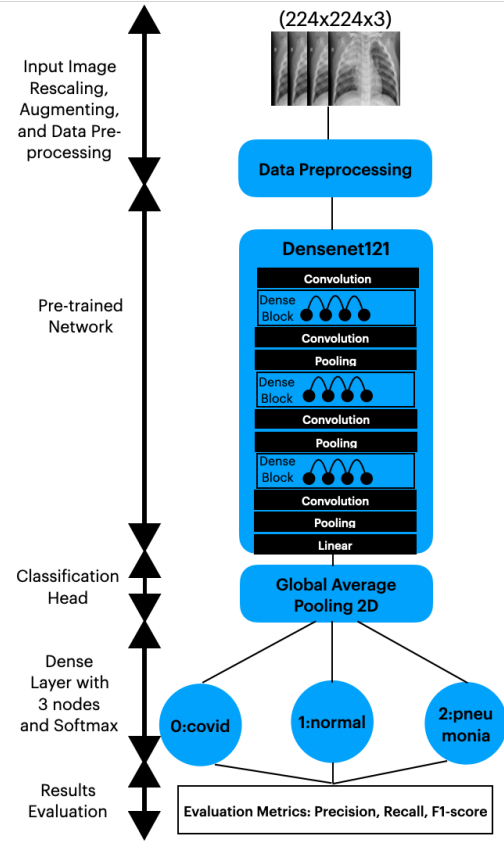 (224x224x3)
Input Image
Rescaling,
Augmenting,
and Data Pre-
processing
Data Preprocessing
Pre-trained
Network
Densenet121
Convolution
Dense
Block
Convolution
Pooling
Dense
Block
Convolution
Pooling
Dense
Block
Convolution
Pooling
Linear
Classification
Head
Global Average
Pooling 2D
Dense
Layer with
3 nodes
and Softmax
0:covid
1:normal
2:pneu
monia
Results
Evaluation
Evaluation Metrics: Precision, Recall, F1-score